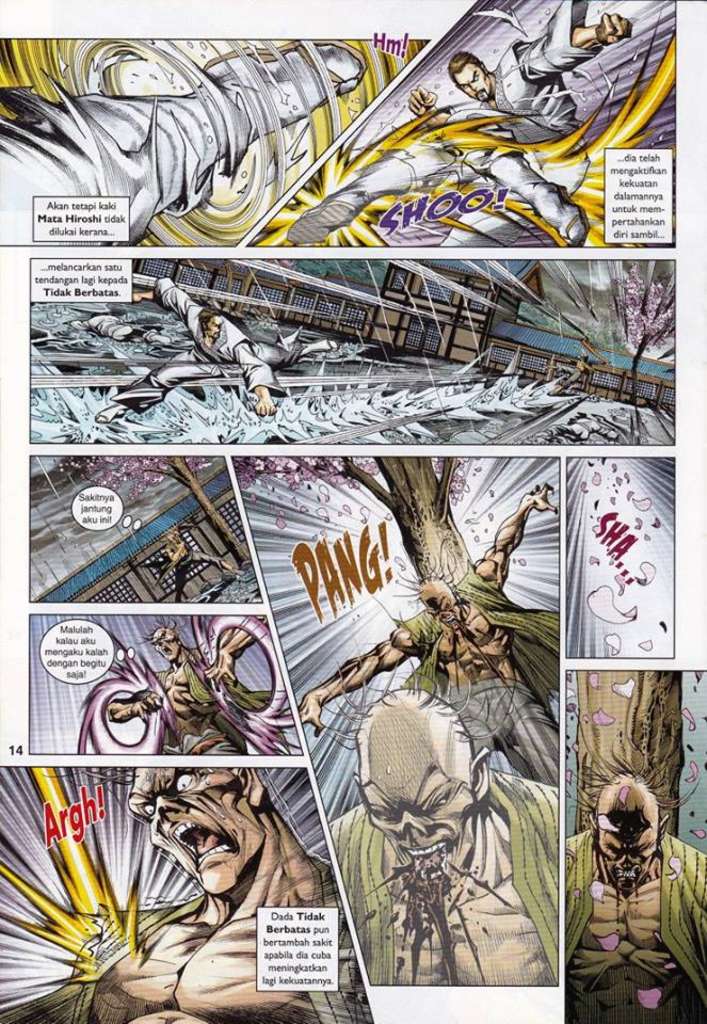 Hm!
Akan tetapi kaki
Mata Hiroshi tidak
dilukai kerana...
SHOO!
...dia telah
mengaktifkan
kekuatan
dalamannya
untuk mem-
pertahankan
diri sambil...
...melancarkan satu
tendangan lagi kepada
Tidak Berbatas.
Sakitnya
jantung
aku ini!
PANG!
SHA...
Malulah
kalau aku
mengaku kalah
dengan begitu
saja!
14
Argh!
Dada Tidak
Berbatas pun
bertambah sakit
apabila dia cuba
meningkatkan
lagi kekuatannya.